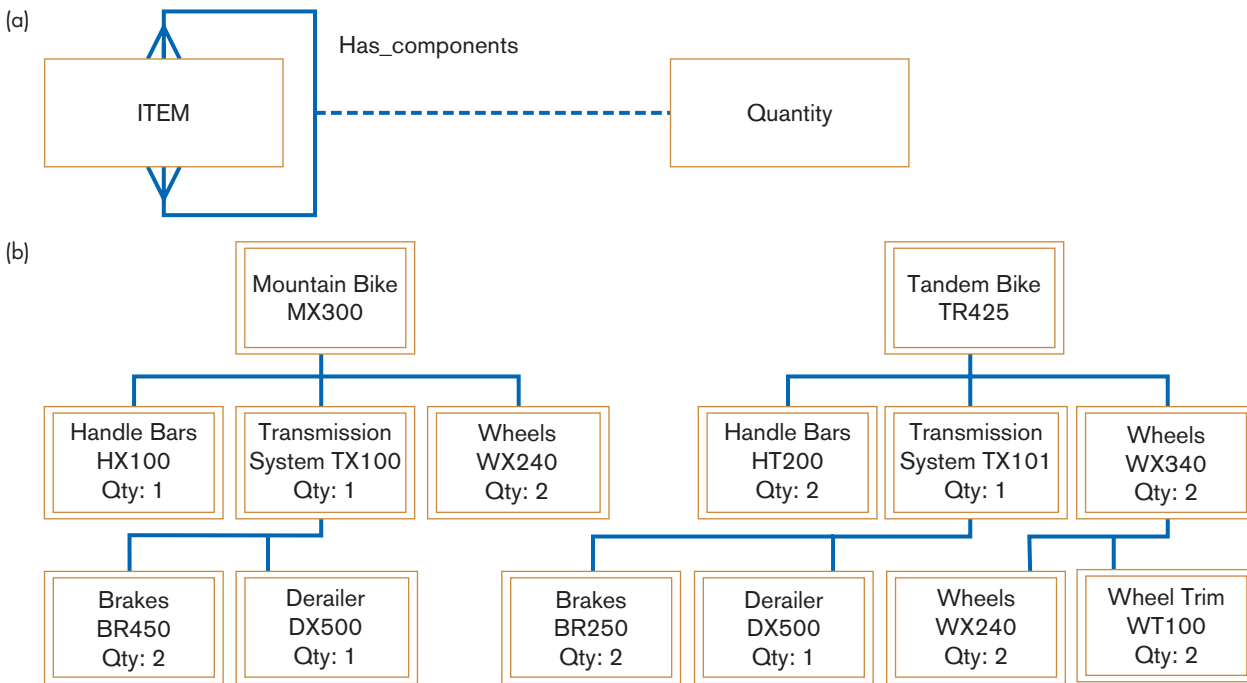 (a)
Has_components
ITEM
Quantity
(b)
Mountain Bike
MX300
Tandem Bike
TR425
Handle Bars
HX100
Qty: 1
Transmission
System TX100
Qty: 1
Wheels
WX240
Qty: 2
Handle Bars
HT200
Qty: 2
Transmission
System TX101
Qty: 1
Wheels
WX340
Qty: 2
Brakes
BR450
Qty: 2
Derailer
DX500
Qty: 1
Brakes
BR250
Qty: 2
Derailer
DX500
Qty: 1
Wheels
WX240
Qty: 2
Wheel Trim
WT100
Qty: 2